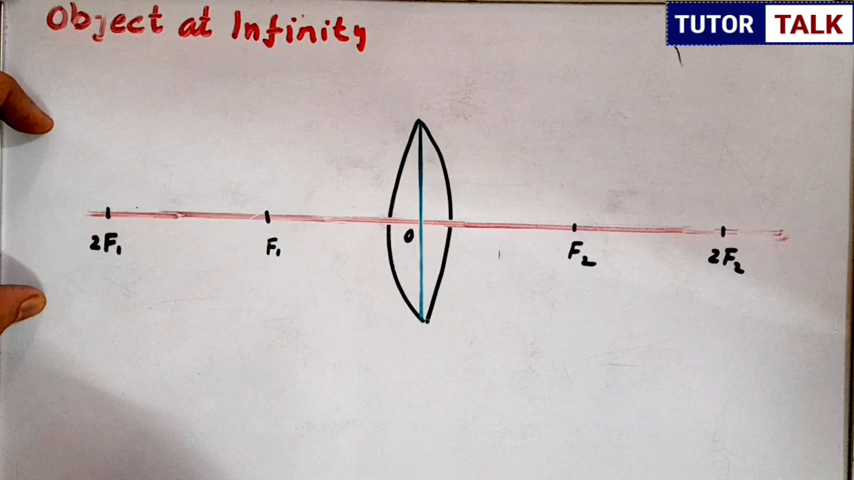 Object at Infinity
TUTOR TALK
2F₁
F₁
O
F₂
2F₂